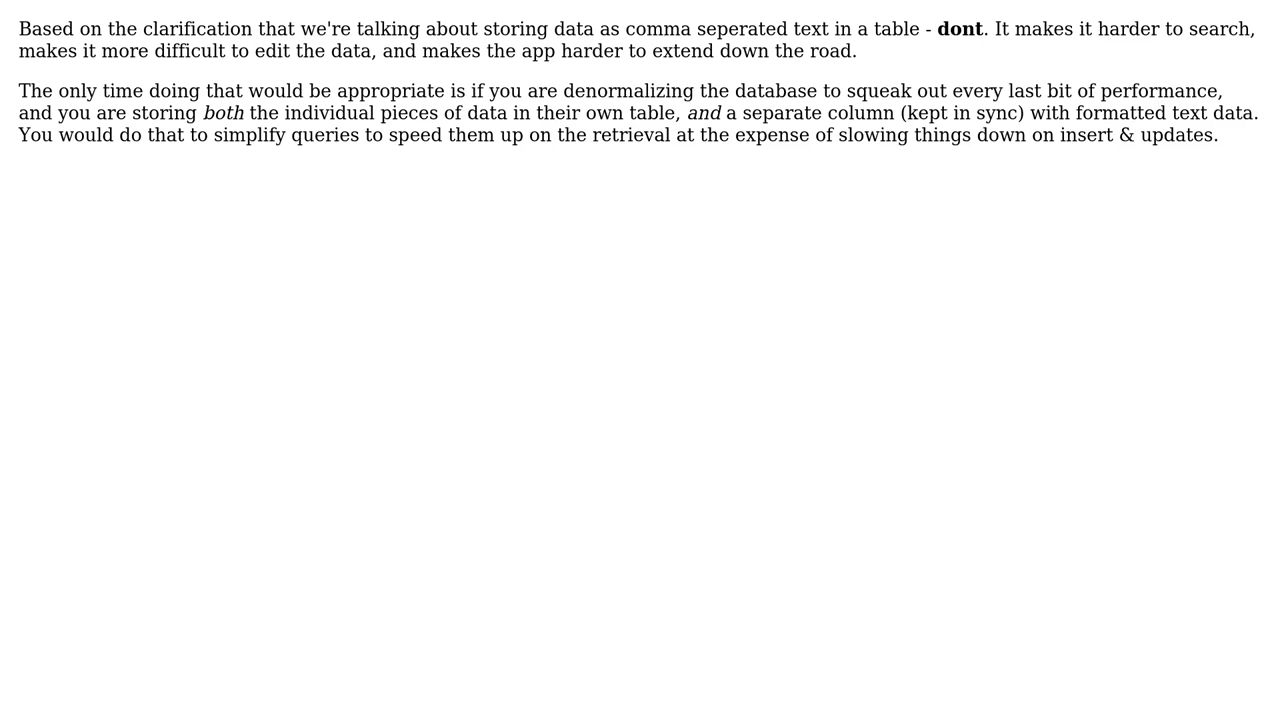 Based on the clarification that we're talking about storing data as comma seperated text in a table - dont. It makes it harder to search,
makes it more difficult to edit the data, and makes the app harder to extend down the road.
The only time doing that would be appropriate is if you are denormalizing the database to squeak out every last bit of performance,
and you are storing both the individual pieces of data in their own table, and a separate column (kept in sync) with formatted text data.
You would do that to simplify queries to speed them up on the retrieval at the expense of slowing things down on insert & updates.